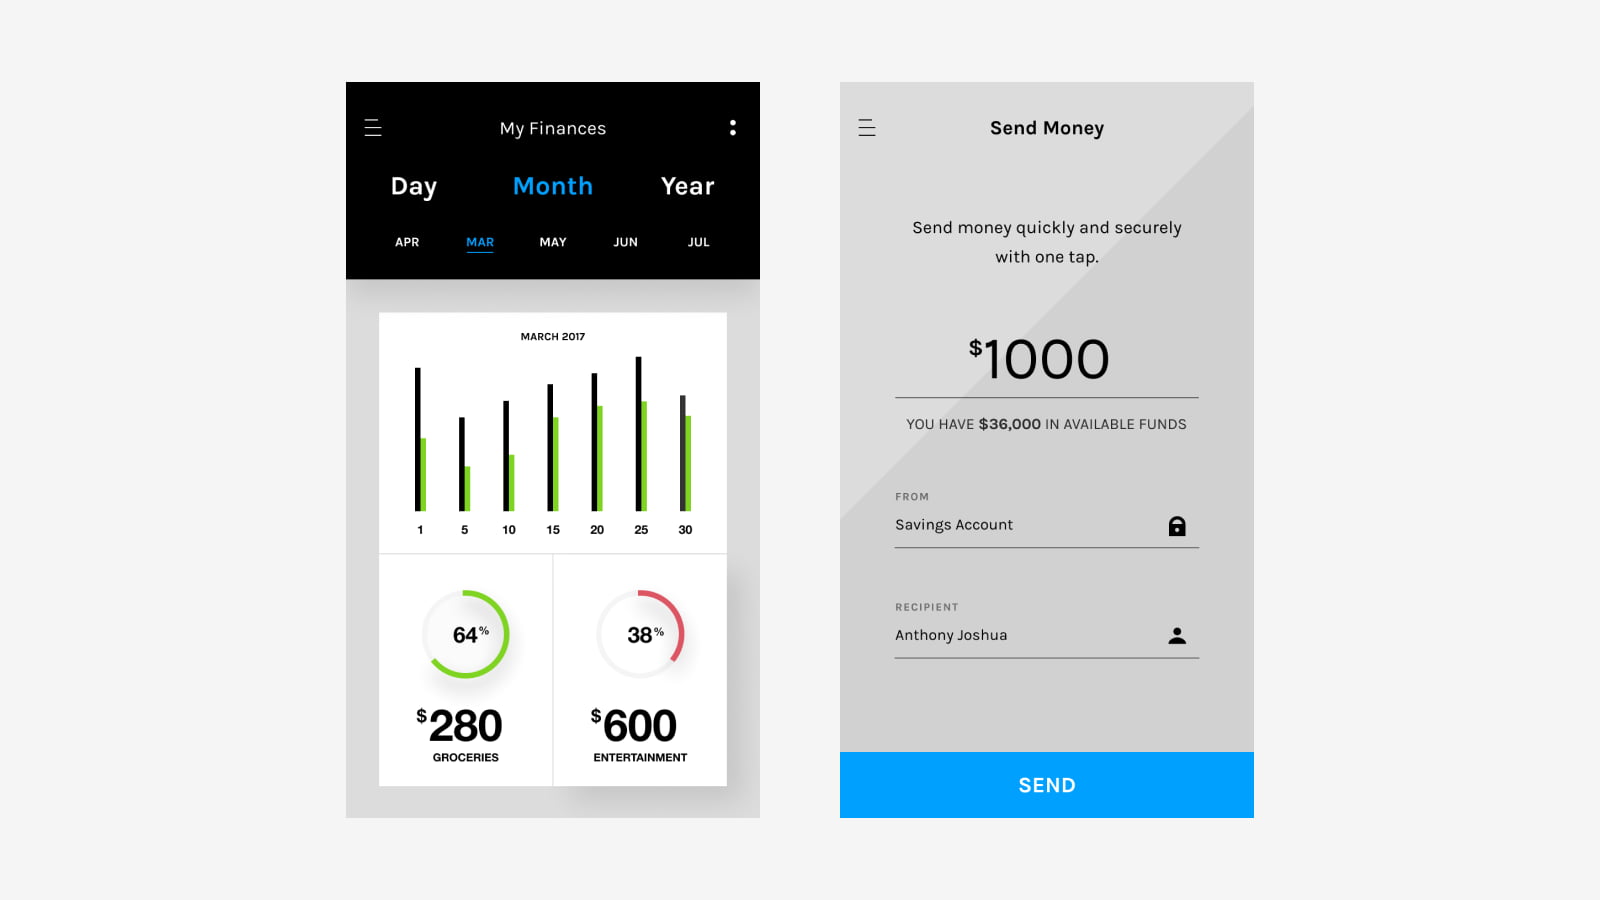 My Finances
Day Month Year
APR MAR MAY JUN JUL
MARCH 2017
1 5 10 15 20 25 30
64%
$280
GROCERIES
38%
$600
ENTERTAINMENT
Send Money
Send money quickly and securely
with one tap.
$1000
YOU HAVE $36,000 IN AVAILABLE FUNDS
FROM
Savings Account
RECIPIENT
Anthony Joshua
SEND